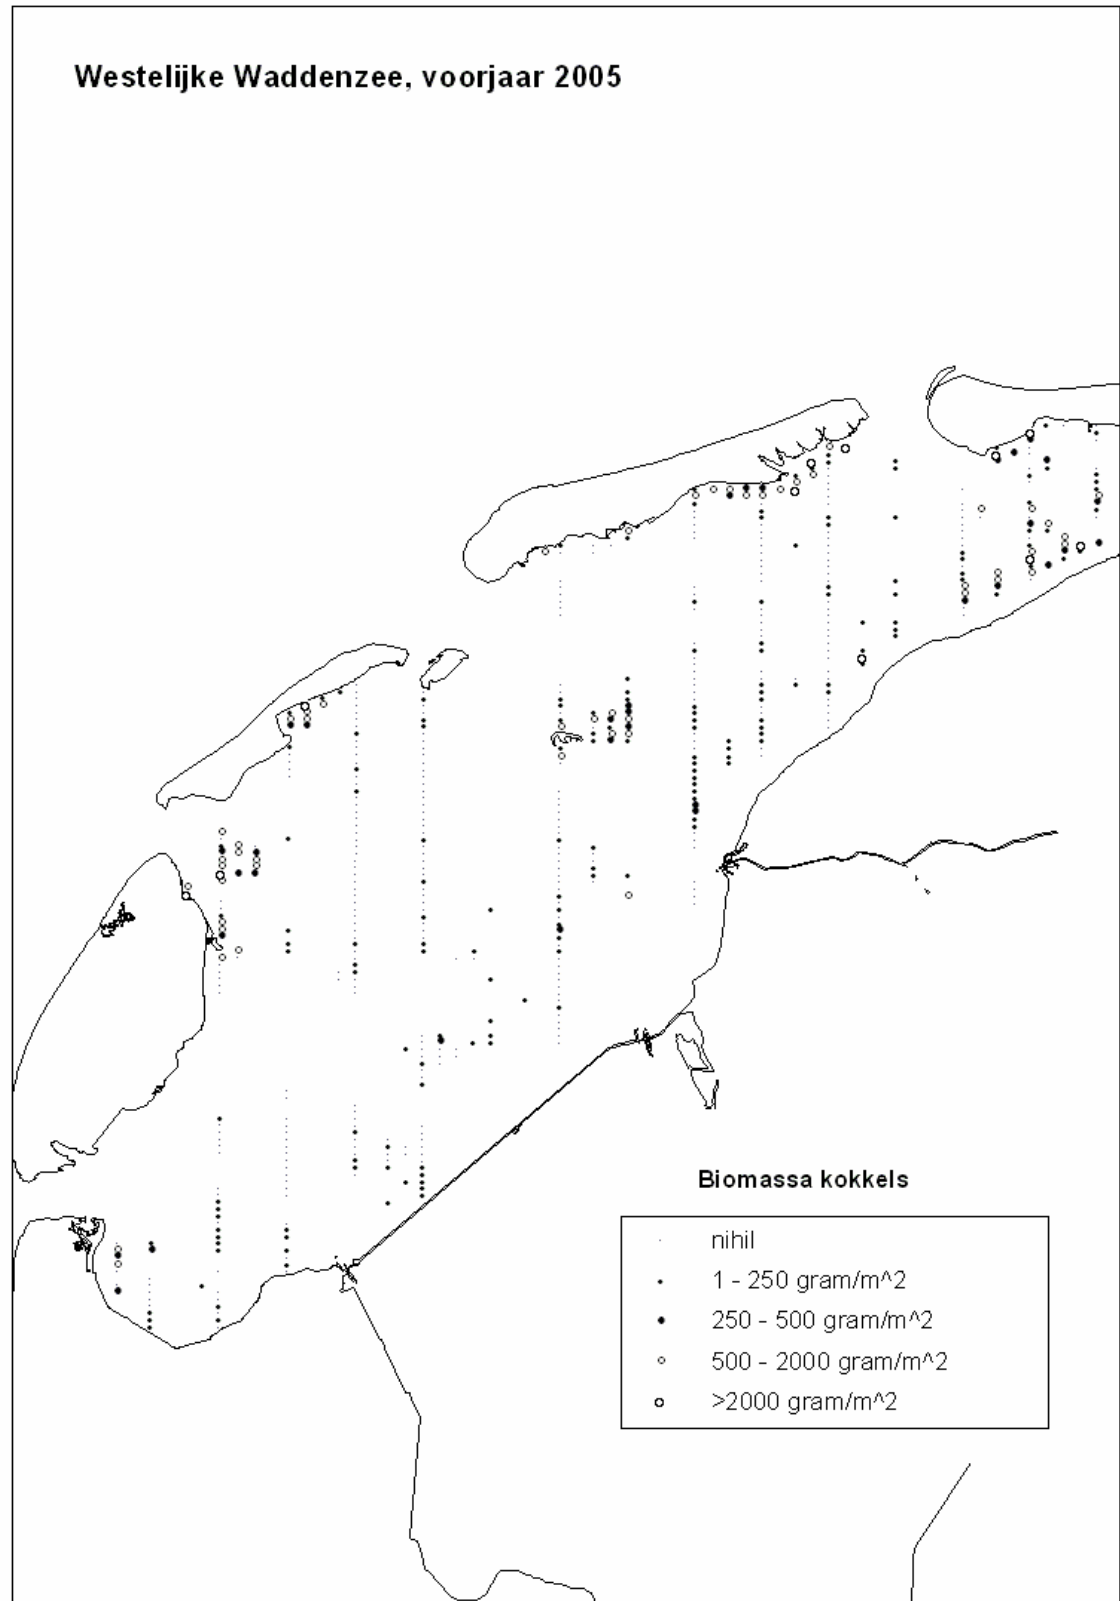 Westelijke Waddenzee, voorjaar 2005
Biomassa kokkels
nihil
1 - 250 gram/m^2
250 - 500 gram/m^2
500 - 2000 gram/m^2
>2000 gram/m^2